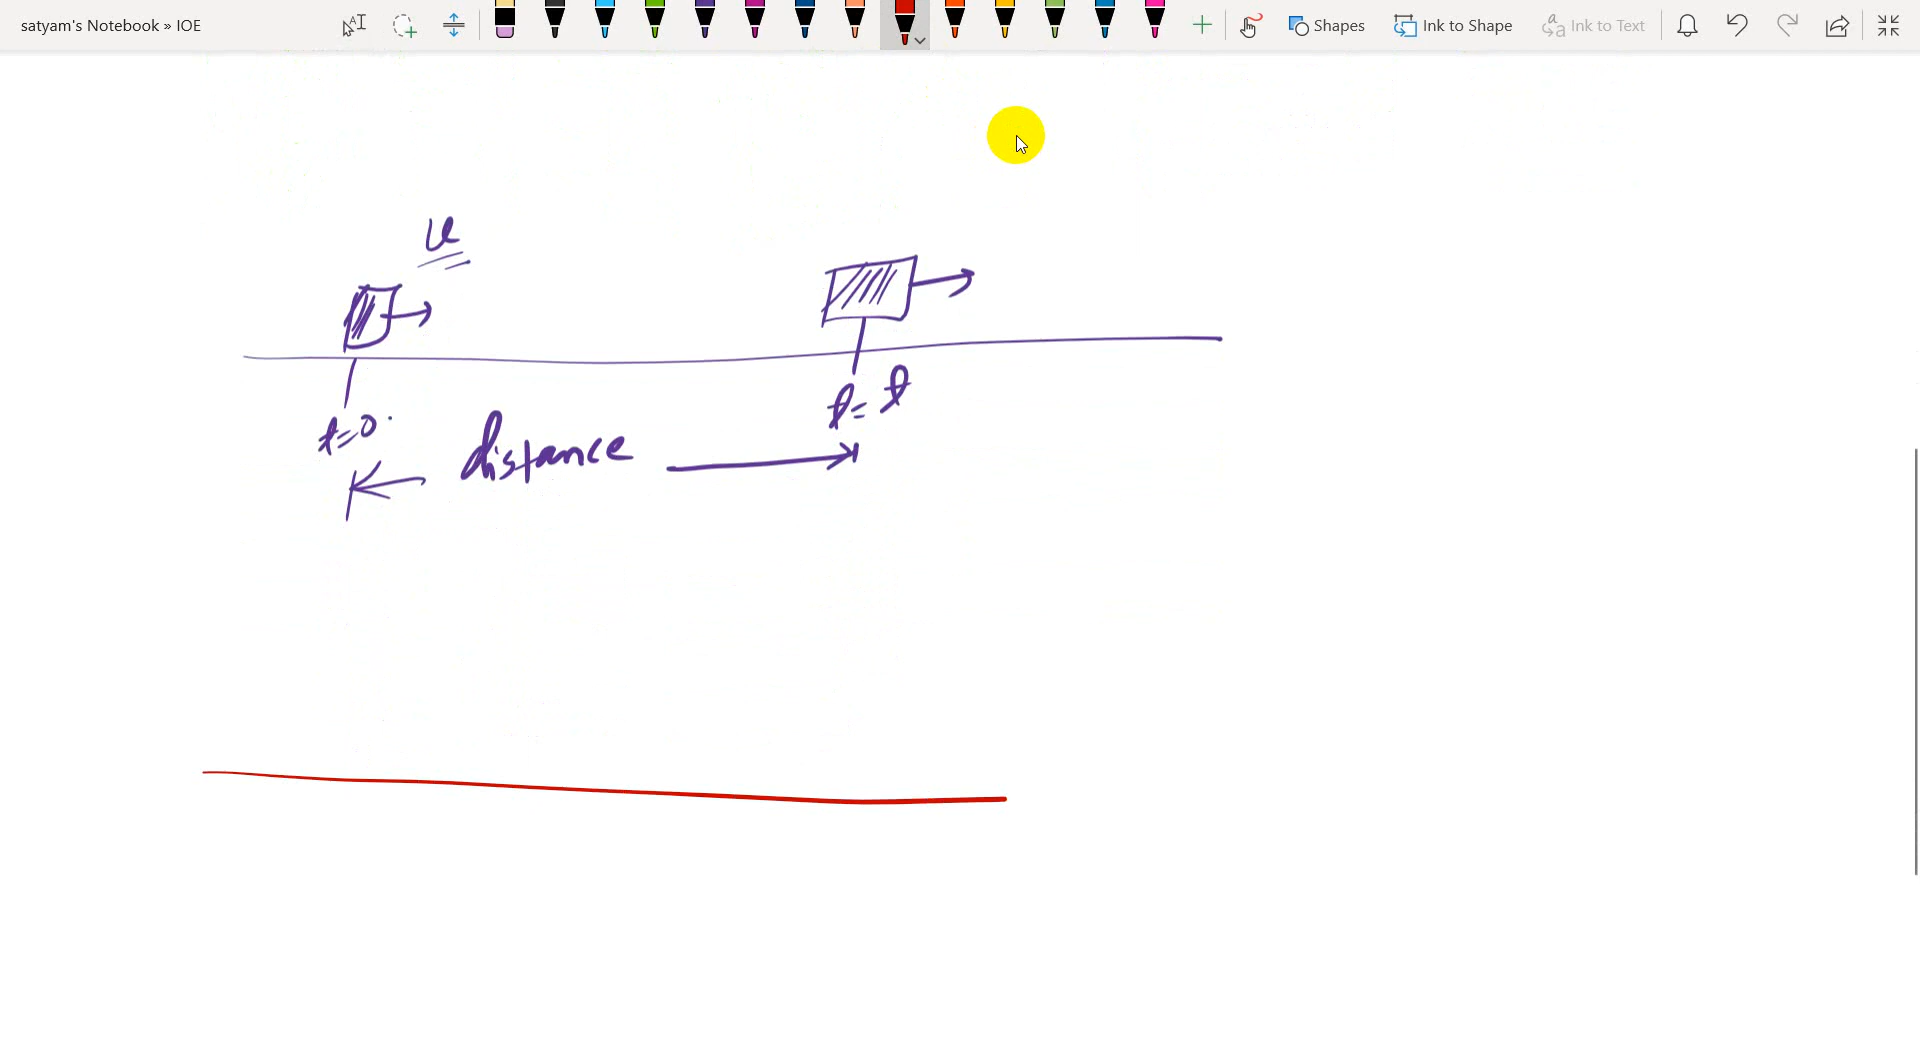 satyam's Notebook » IOE
Shapes
Ink to Shape
Ink to Text
u
t=0
t= t
distance